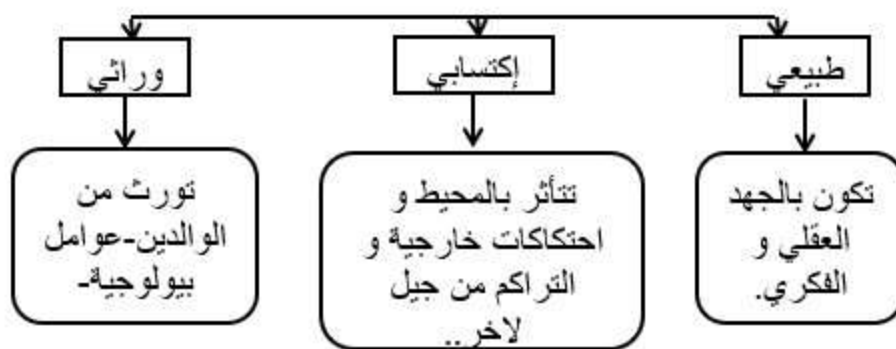 طبيعي
إكتسابي
وراثي
تكون بالجهد
العقلي و
الفكري.
تتأثر بالمحيط و
احتكاكات خارجية و
التراكم من جيل
لاخر..
تورث من
الوالدين-عوامل
بيولوجية-